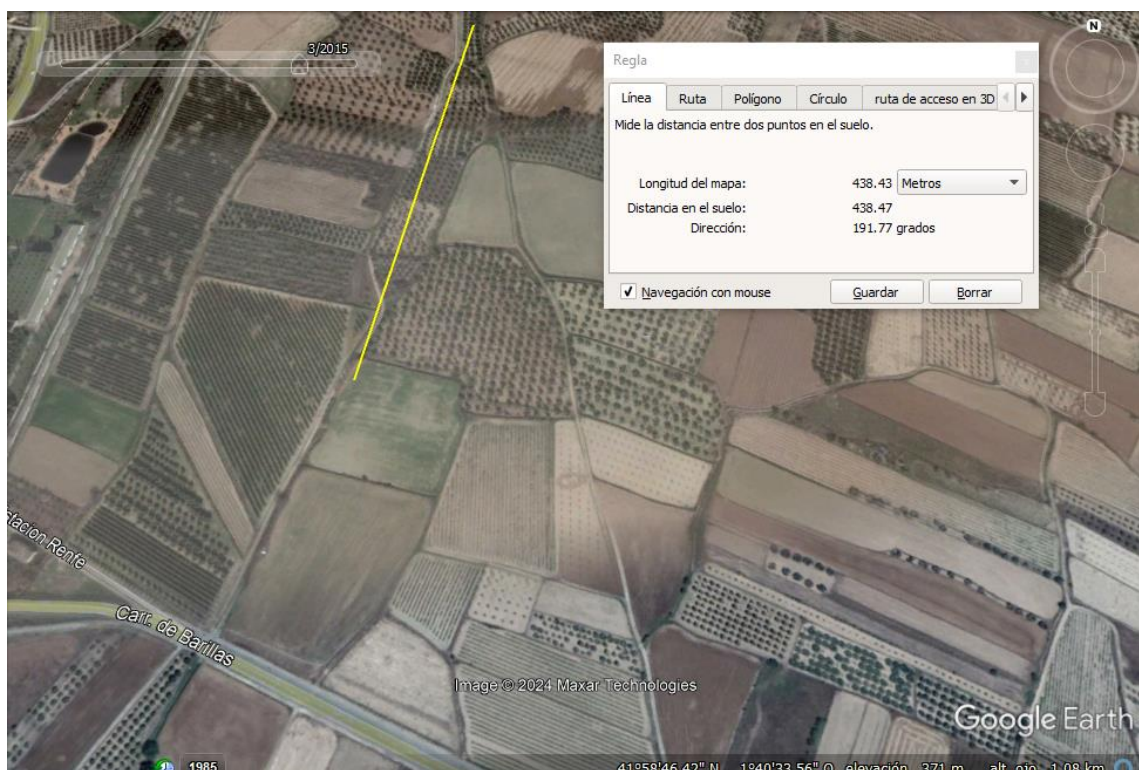 N
3/2015
Regla
Línea Ruta Polígono Círculo ruta de acceso en 3D
Mide la distancia entre dos puntos en el suelo.
Longitud del mapa: 438.43 Metros
Distancia en el suelo: 438.47
Dirección: 191.77 grados
Navegación con mouse Guardar Borrar
stacion Renfe
Carr. de Barillas
Image © 2024 Maxar Technologies
Google Earth
1985
41°58'46.42" N 1°40'33.56" O elevación 371 m alt. ojo 1.08 km